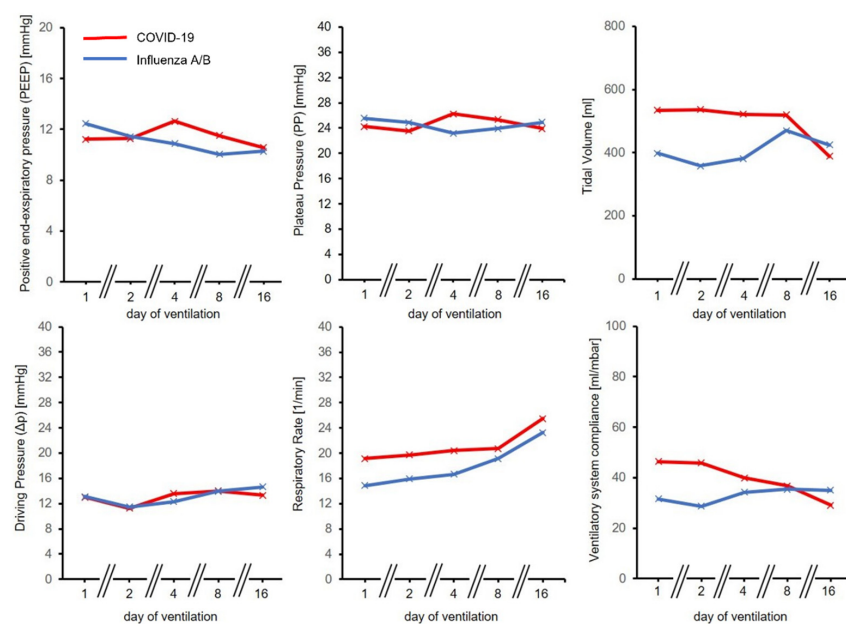 Positive end-exspiratory pressure (PEEP) [mmHg]
20
16
12
8
4
0
COVID-19
Influenza A/B
1 2 4 8 16
day of ventilation
Plateau Pressure (PP) [mmHg]
40
36
32
28
24
20
16
12
8
4
0
1 2 4 8 16
day of ventilation
Tidal Volume [ml]
800
600
400
200
0
1 2 4 8 16
day of ventilation
Driving Pressure (Δp) [mmHg]
40
36
32
28
24
20
16
12
8
4
0
1 2 4 8 16
day of ventilation
Respiratory Rate [1/min]
40
36
32
28
24
20
16
12
8
4
0
1 2 4 8 16
day of ventilation
Ventilatory system compliance [ml/mbar]
100
80
60
40
20
0
1 2 4 8 16
day of ventilation